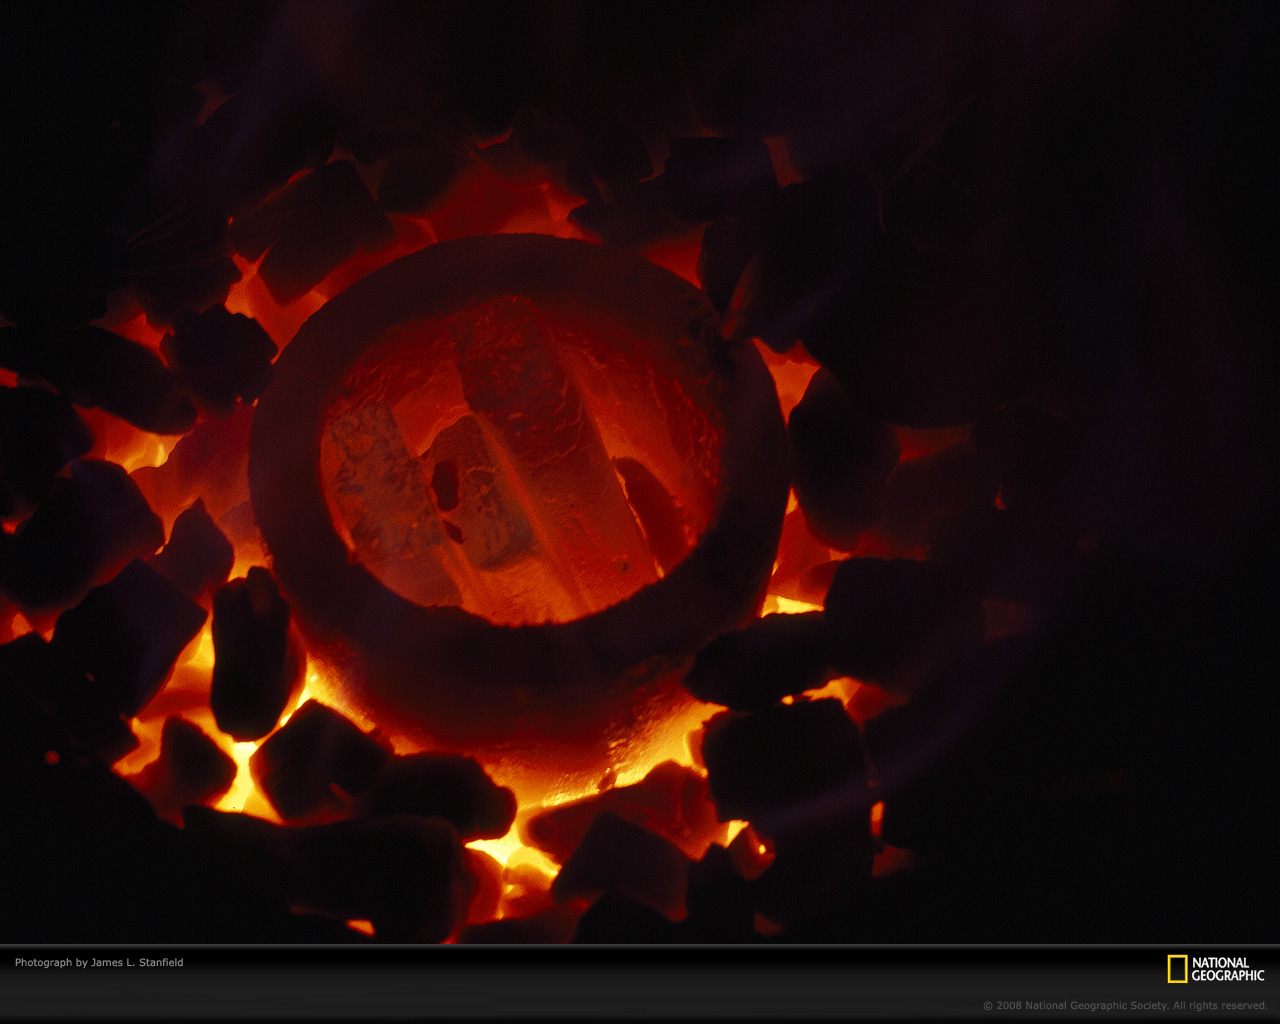 Photograph by James L. Stanfield
NATIONAL
GEOGRAPHIC
© 2008 National Geographic Society. All rights reserved.